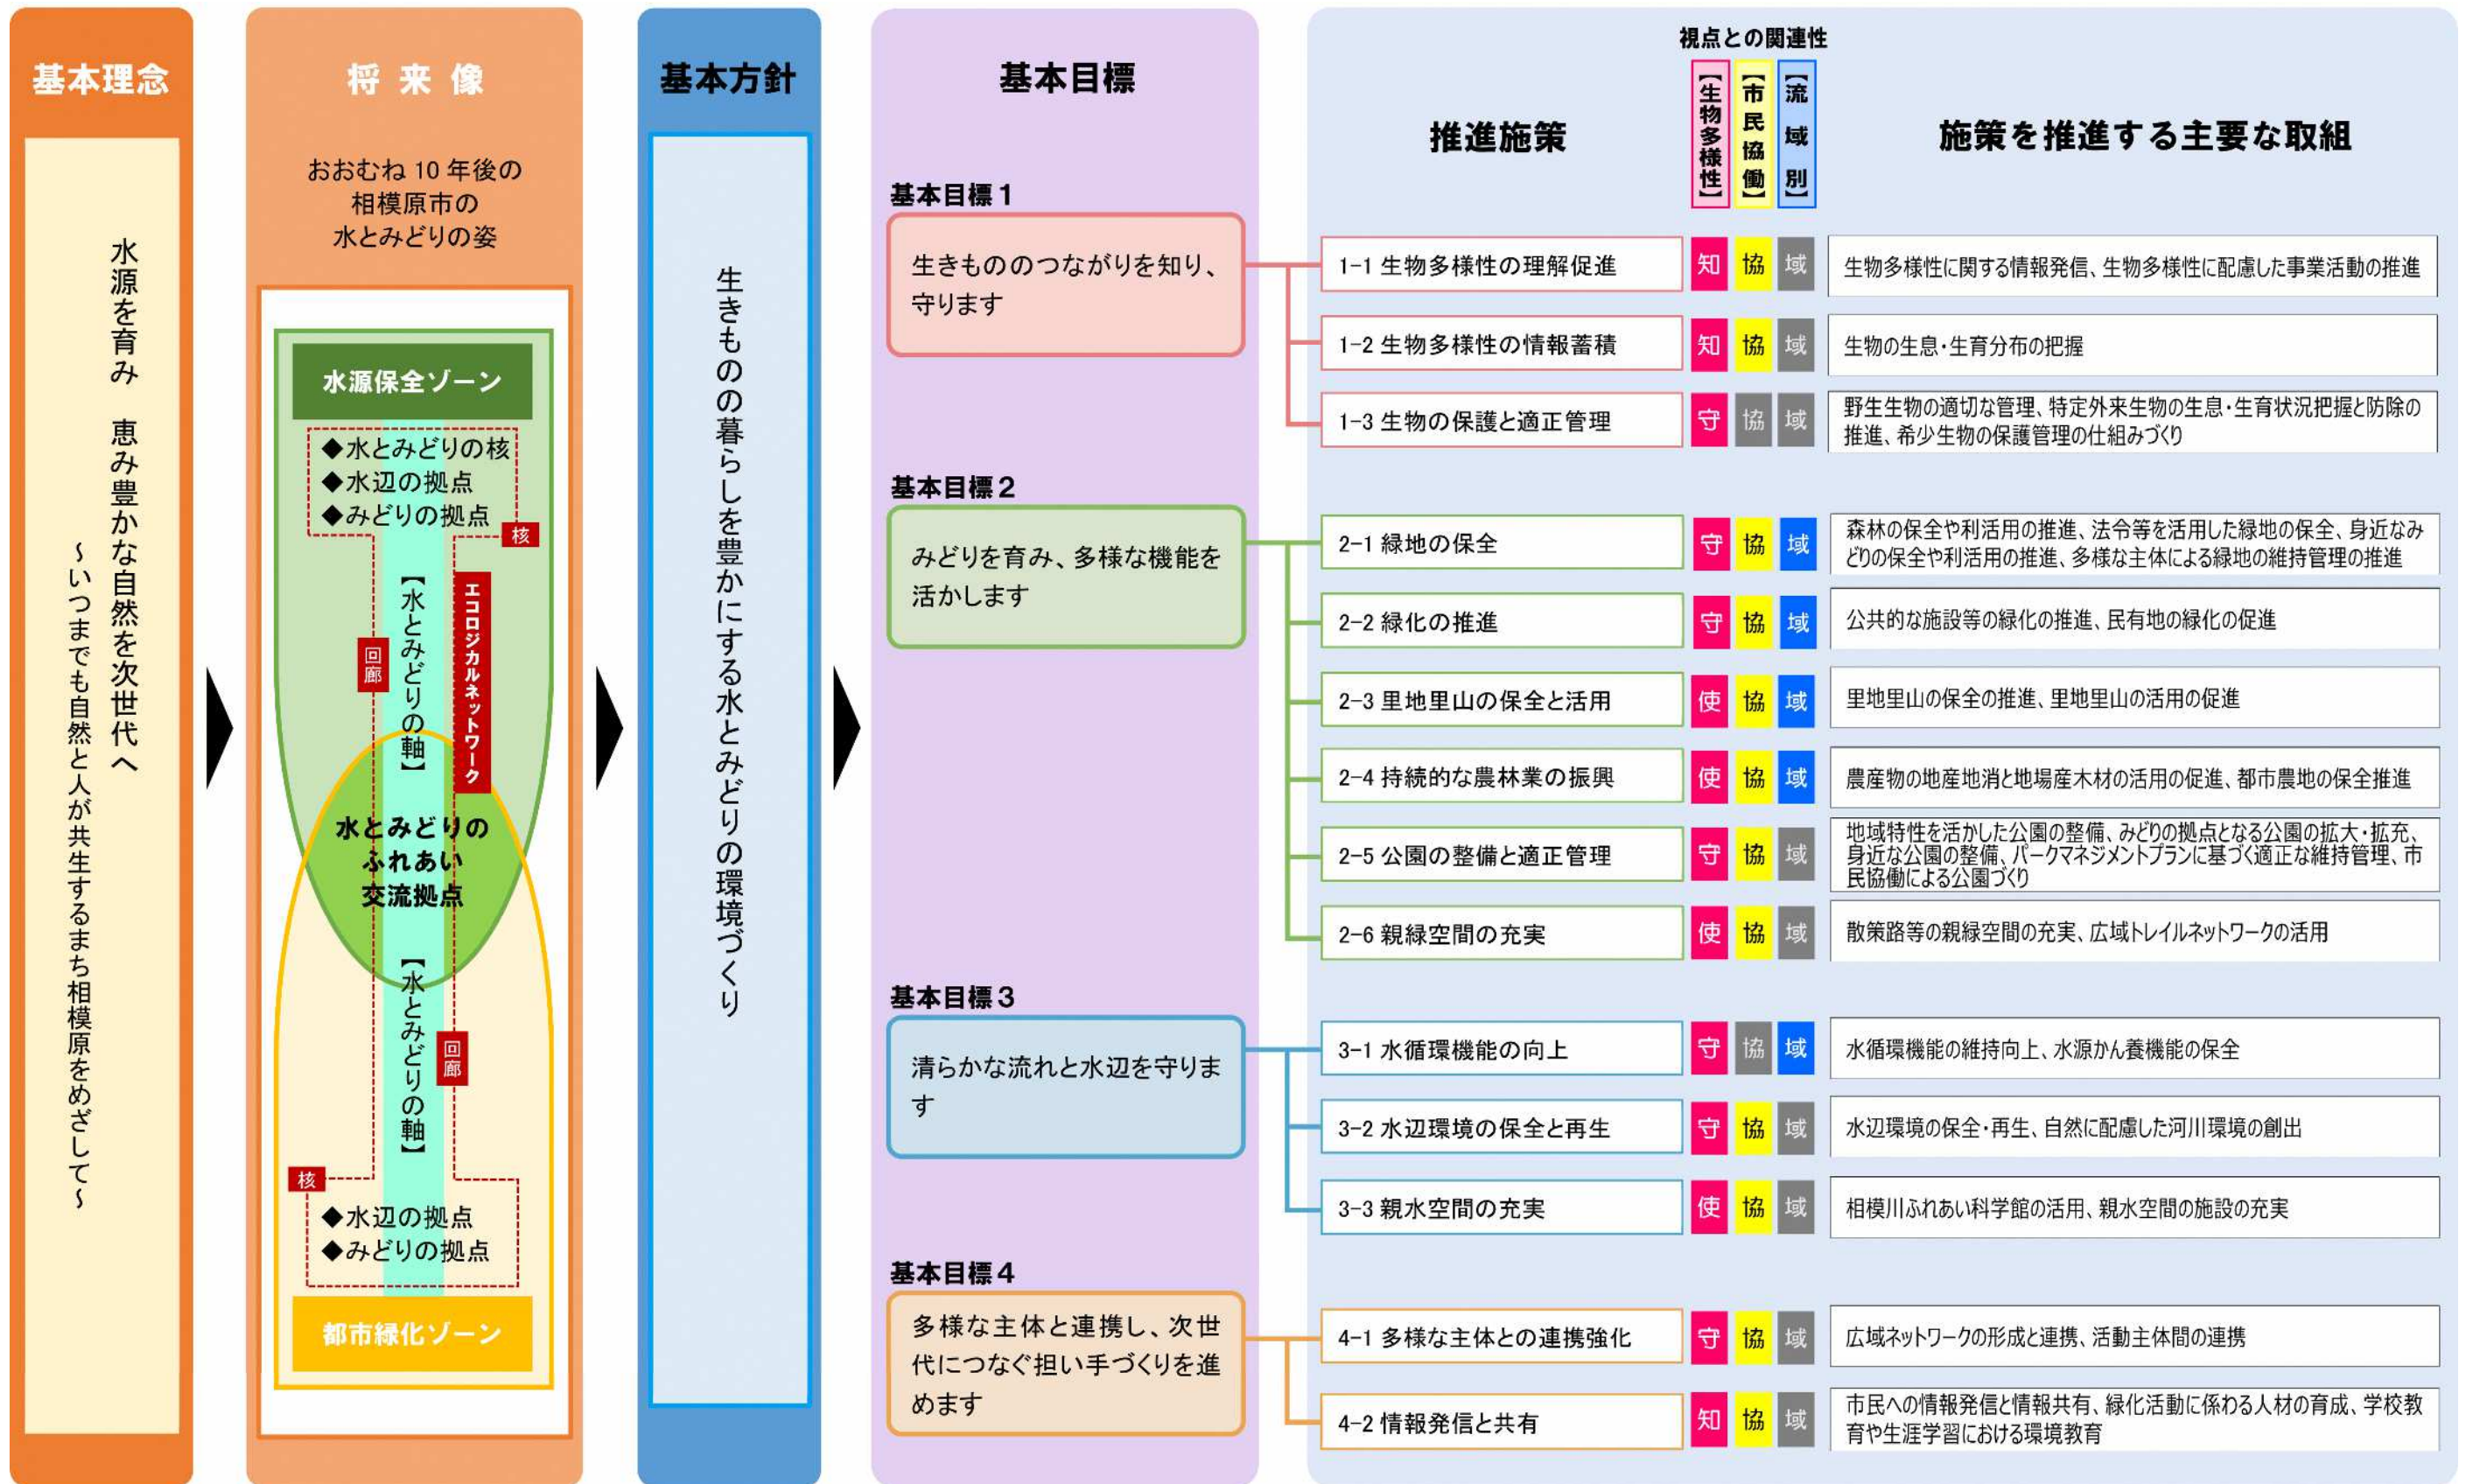 基本理念
水源を育み　恵み豊かな自然を次世代へ
～いつまでも自然と人が共生するまち相模原をめざして～
将来像
おおむね10年後の
相模原市の
水とみどりの姿
水源保全ゾーン
◆水とみどりの核
◆水辺の拠点
◆みどりの拠点
核
【水とみどりの軸】
エコロジカルネットワーク
回廊
水とみどりの
ふれあい
交流拠点
【水とみどりの軸】
回廊
核
◆水辺の拠点
◆みどりの拠点
都市緑化ゾーン
基本方針
生きものの暮らしを豊かにする水とみどりの環境づくり
基本目標
基本目標1
生きもののつながりを知り、
守ります
基本目標2
みどりを育み、多様な機能を
活かします
基本目標3
清らかな流れと水辺を守りま
す
基本目標4
多様な主体と連携し、次世
代につなぐ担い手づくりを進
めます
推進施策
視点との関連性
【生物多様性】
【市民協働】
【流域別】
施策を推進する主要な取組
1-1 生物多様性の理解促進 知 協 域 生物多様性に関する情報発信、生物多様性に配慮した事業活動の推進
1-2 生物多様性の情報蓄積 知 協 域 生物の生息・生育分布の把握
1-3 生物の保護と適正管理 守 協 域 野生生物の適切な管理、特定外来生物の生息・生育状況把握と防除の
推進、希少生物の保護管理の仕組みづくり
2-1 緑地の保全 守 協 域 森林の保全や利活用の推進、法令等を活用した緑地の保全、身近なみ
どりの保全や利活用の推進、多様な主体による緑地の維持管理の推進
2-2 緑化の推進 守 協 域 公共的な施設等の緑化の推進、民有地の緑化の促進
2-3 里地里山の保全と活用 使 協 域 里地里山の保全の推進、里地里山の活用の促進
2-4 持続的な農林業の振興 使 協 域 農産物の地産地消と地場産木材の活用の促進、都市農地の保全推進
2-5 公園の整備と適正管理 守 協 域 地域特性を活かした公園の整備、みどりの拠点となる公園の拡大・拡充、
身近な公園の整備、パークマネジメントプランに基づく適正な維持管理、市
民協働による公園づくり
2-6 親緑空間の充実 使 協 域 散策路等の親緑空間の充実、広域トレイルネットワークの活用
3-1 水循環機能の向上 守 協 域 水循環機能の維持向上、水源かん養機能の保全
3-2 水辺環境の保全と再生 守 協 域 水辺環境の保全・再生、自然に配慮した河川環境の創出
3-3 親水空間の充実 使 協 域 相模川ふれあい科学館の活用、親水空間の施設の充実
4-1 多様な主体との連携強化 守 協 域 広域ネットワークの形成と連携、活動主体間の連携
4-2 情報発信と共有 知 協 域 市民への情報発信と情報共有、緑化活動に係わる人材の育成、学校教
育や生涯学習における環境教育